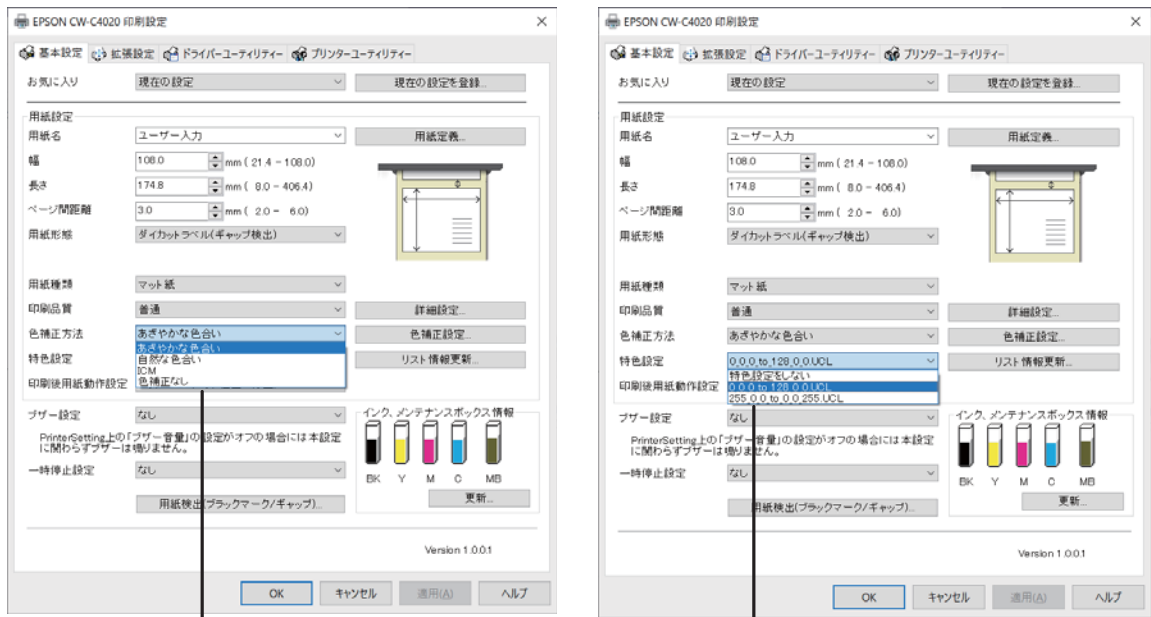 EPSON CW-C4020 印刷設定
基本設定 拡張設定 ドライバーユーティリティー プリンターユーティリティー
お気に入り 現在の設定 現在の設定を登録...
用紙設定
用紙名 ユーザー入力 用紙定義...
幅 108.0 mm ( 21.4 - 108.0)
長さ 174.8 mm ( 8.0 - 406.4)
ページ間距離 3.0 mm ( 2.0 - 6.0)
用紙形態 ダイカットラベル(ギャップ検出)
用紙種類 マット紙
印刷品質 普通 詳細設定...
色補正方法 あざやかな色合い 色補正設定...
あざやかな色合い
特色設定 自然な色合い リスト情報更新...
ICM
印刷後用紙動作設定 色補正なし
ブザー設定 なし
PrinterSetting上の「ブザー音量」の設定がオフの場合には本設定
に関わらずブザーは鳴りません。
一時停止設定 なし
用紙検出(ブラックマーク/ギャップ)...
インク、メンテナンスボックス情報
BK Y M C MB
更新...
Version 1.0.0.1
OK キャンセル 適用(A) ヘルプ
EPSON CW-C4020 印刷設定
基本設定 拡張設定 ドライバーユーティリティー プリンターユーティリティー
お気に入り 現在の設定 現在の設定を登録...
用紙設定
用紙名 ユーザー入力 用紙定義...
幅 108.0 mm ( 21.4 - 108.0)
長さ 174.8 mm ( 8.0 - 406.4)
ページ間距離 3.0 mm ( 2.0 - 6.0)
用紙形態 ダイカットラベル(ギャップ検出)
用紙種類 マット紙
印刷品質 普通 詳細設定...
色補正方法 あざやかな色合い 色補正設定...
特色設定 0_0_0_to_128_0_0.UCL リスト情報更新...
特色設定をしない
印刷後用紙動作設定 0_0_0_to_128_0_0.UCL
255_0_0_to_0_0_255.UCL
ブザー設定 なし
PrinterSetting上の「ブザー音量」の設定がオフの場合には本設定
に関わらずブザーは鳴りません。
一時停止設定 なし
用紙検出(ブラックマーク/ギャップ)...
インク、メンテナンスボックス情報
BK Y M C MB
更新...
Version 1.0.0.1
OK キャンセル 適用(A) ヘルプ